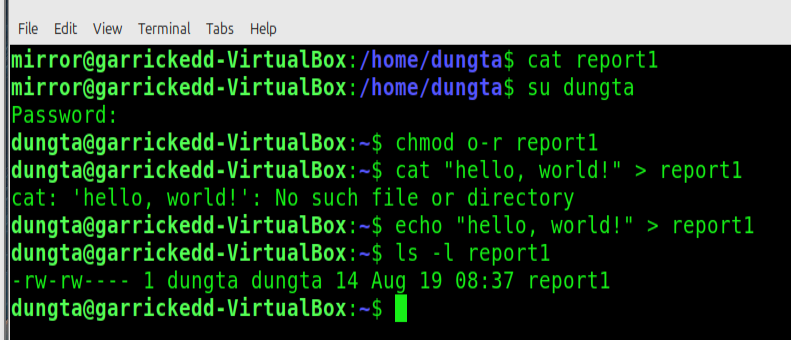 File Edit View Terminal Tabs Help
mirror@garrickedd-VirtualBox:/home/dungta$ cat report1
mirror@garrickedd-VirtualBox:/home/dungta$ su dungta
Password:
dungta@garrickedd-VirtualBox:~$ chmod o-r report1
dungta@garrickedd-VirtualBox:~$ cat "hello, world!" > report1
cat: 'hello, world!': No such file or directory
dungta@garrickedd-VirtualBox:~$ echo "hello, world!" > report1
dungta@garrickedd-VirtualBox:~$ ls -l report1
-rw-rw---- 1 dungta dungta 14 Aug 19 08:37 report1
dungta@garrickedd-VirtualBox:~$